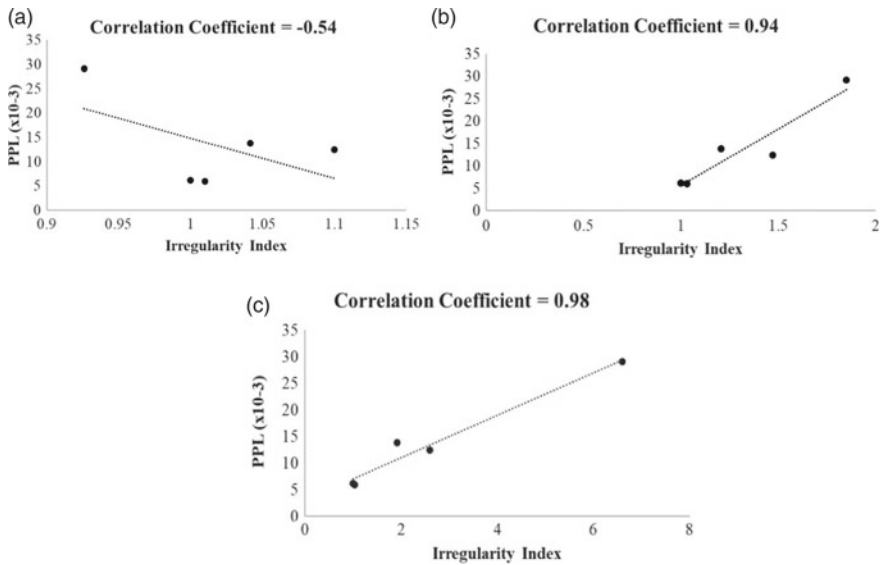 (a)
Correlation Coefficient = -0.54
35
30
25
20
15
10
5
0
PPL (x10-3)
0.9 0.95 1 1.05 1.1 1.15
Irregularity Index
(b)
Correlation Coefficient = 0.94
35
30
25
20
15
10
5
0
PPL (x10-3)
0 0.5 1 1.5 2
Irregularity Index
(c)
Correlation Coefficient = 0.98
35
30
25
20
15
10
5
0
PPL (x10-3)
0 2 4 6 8
Irregularity Index